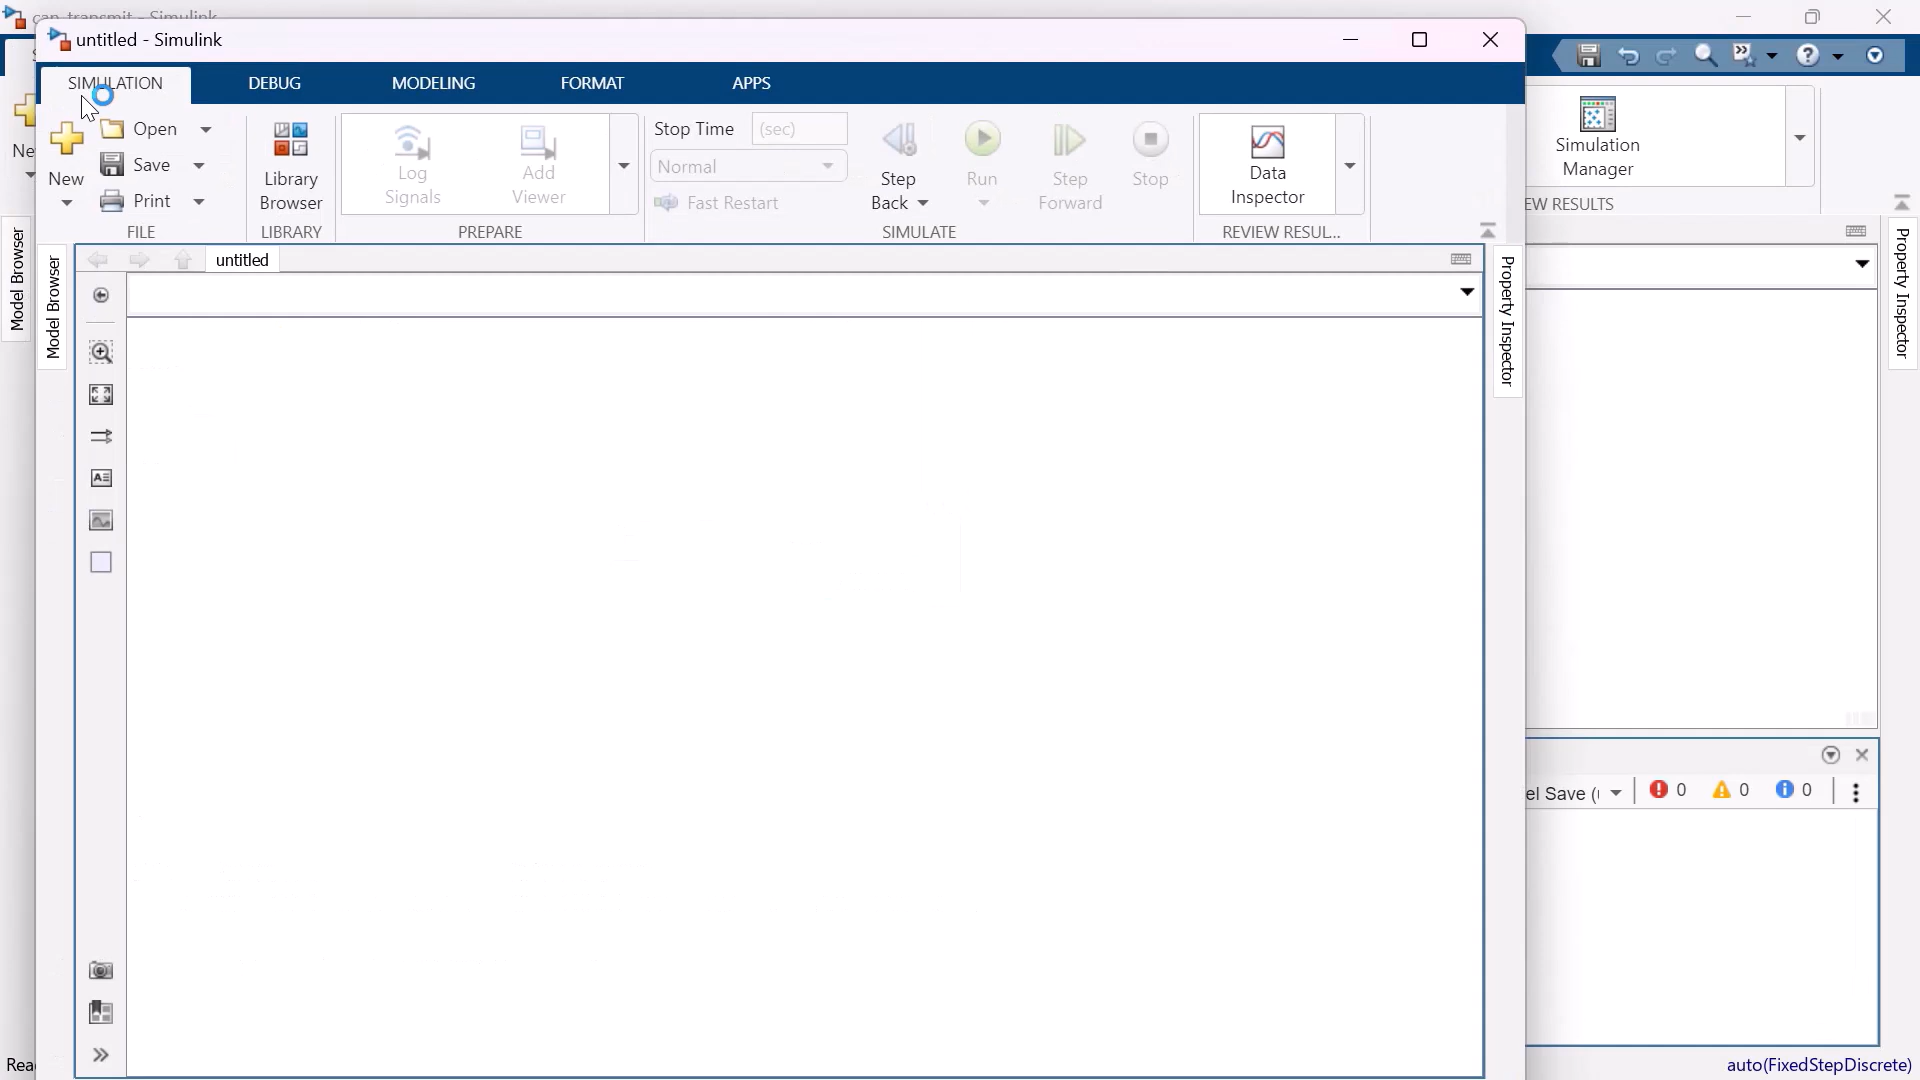 can_transmit - Simulink
untitled - Simulink
SIMULATION
DEBUG
MODELING
FORMAT
APPS
New
Open
Save
Print
FILE
Library
Browser
LIBRARY
Log
Signals
Add
Viewer
PREPARE
Stop Time
(sec)
Normal
Fast Restart
Step
Back
Run
Step
Forward
Stop
SIMULATE
Data
Inspector
REVIEW RESUL...
Simulation
Manager
EW RESULTS
Model Browser
Model Browser
untitled
Property Inspector
Property Inspector
el Save (
0
0
0
auto(FixedStepDiscrete)